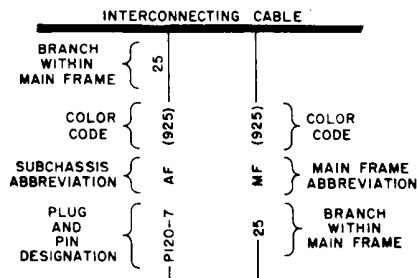 INTERCONNECTING CABLE
BRANCH
WITHIN
MAIN FRAME
25
COLOR
CODE
(925)
(925)
COLOR
CODE
SUBCHASSIS
ABBREVIATION
AF
MF
MAIN FRAME
ABBREVIATION
PLUG
AND
PIN
DESIGNATION
P120-7
25
BRANCH
WITHIN
MAIN FRAME